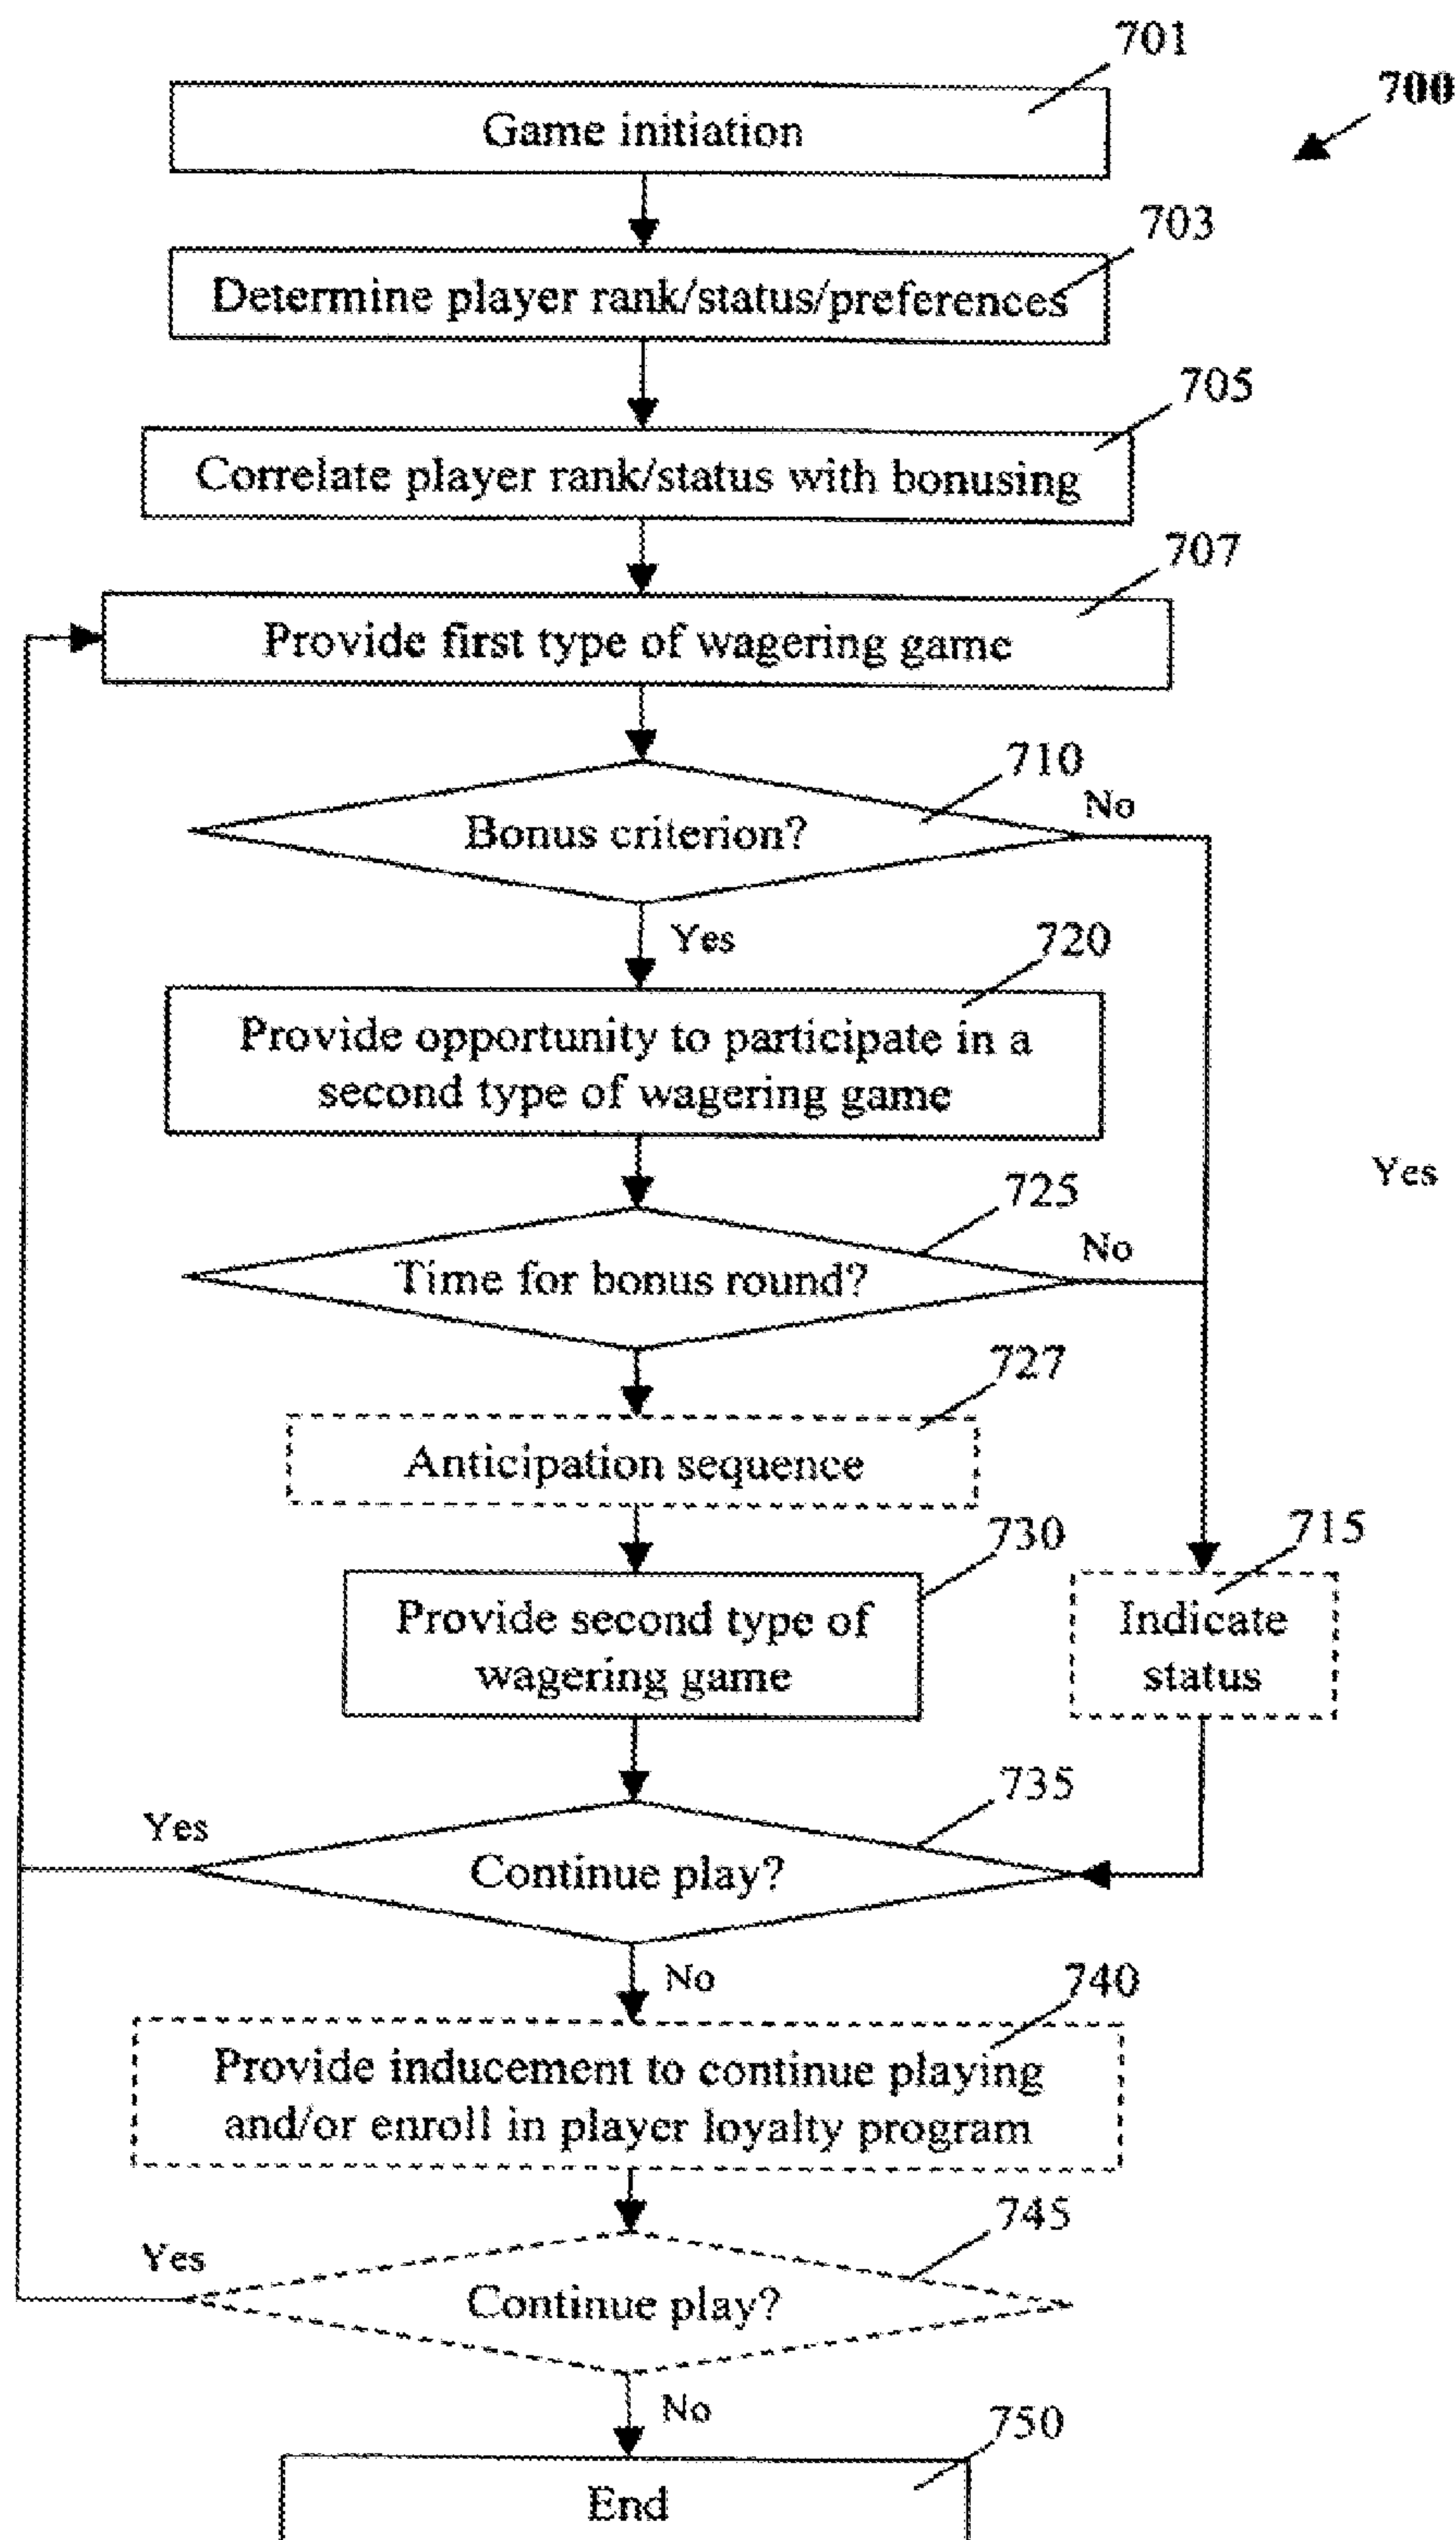 701
700
Game initiation
703
Determine player rank/status/preferences
705
Correlate player rank/status with bonusing
707
Provide first type of wagering game
710
No
Bonus criterion?
Yes
720
Provide opportunity to participate in a
second type of wagering game
Yes
725
No
Time for bonus round?
727
Anticipation sequence
730
715
Provide second type of
wagering game
Indicate
status
735
Yes
Continue play?
No
740
Provide inducement to continue playing
and/or enroll in player loyalty program
745
Yes
Continue play?
No
750
End